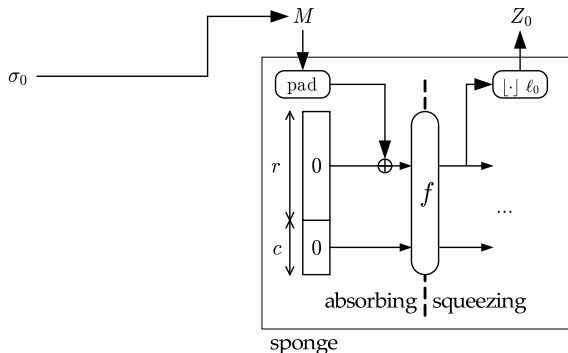 M
Z₀
σ₀
pad
⌊·⌋ ℓ₀
r
0
f
...
c
0
absorbing
squeezing
sponge